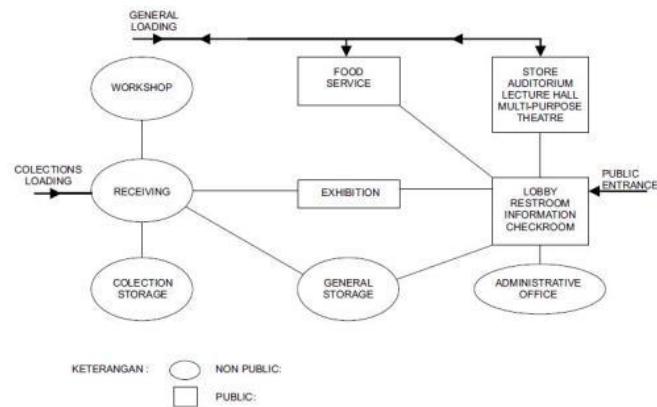 GENERAL
LOADING
WORKSHOP
FOOD
SERVICE
STORE
AUDITORIUM
LECTURE HALL
MULTI-PURPOSE
THEATRE
COLECTIONS
LOADING
RECEIVING
EXHIBITION
LOBBY
RESTROOM
INFORMATION
CHECKROOM
PUBLIC
ENTRANCE
COLECTION
STORAGE
GENERAL
STORAGE
ADMINISTRATIVE
OFFICE
KETERANGAN :
NON PUBLIC:
PUBLIC: